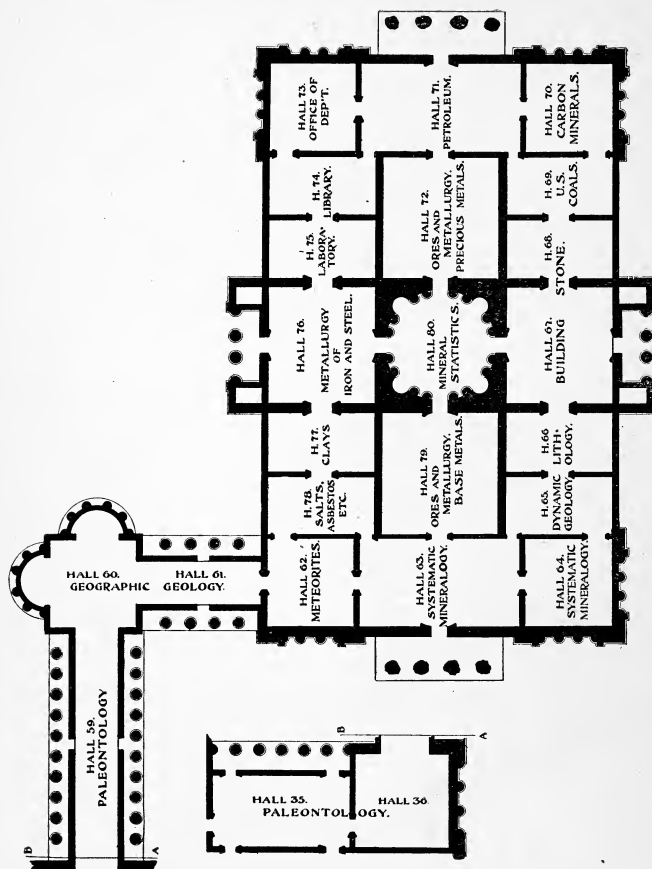 HALL 73.
OFFICE OF
DEP'T.
HALL 71.
PETROLEUM.
HALL 70.
CARBON
MINERALS.
H. 74.
LIBRARY.
HALL 72.
ORES AND
METALLURGY.
PRECIOUS METALS.
H. 69.
U.S.
COALS.
H. 75.
LABORA-
TORY.
H. 68.
STONE.
HALL 76.
METALLURGY
OF
IRON AND STEEL.
HALL 80.
MINERAL
STATISTICS.
HALL 67.
BUILDING
H. 77.
CLAYS
HALL 79.
ORES AND
METALLURGY.
BASE METALS.
H. 66
LITH-
OLOGY.
H. 78.
SALTS,
ASBESTOS
ETC.
H. 65.
DYNAMIC
GEOLOGY.
HALL 60.
GEOGRAPHIC
HALL 61.
GEOLOGY.
HALL 62.
METEORITES.
HALL 63.
SYSTEMATIC
MINERALOGY.
HALL 64.
SYSTEMATIC
MINERALOGY.
HALL 59.
PALEONTOLOGY
B
A
HALL 35.
HALL 36
PALEONTOLOGY.
B
A